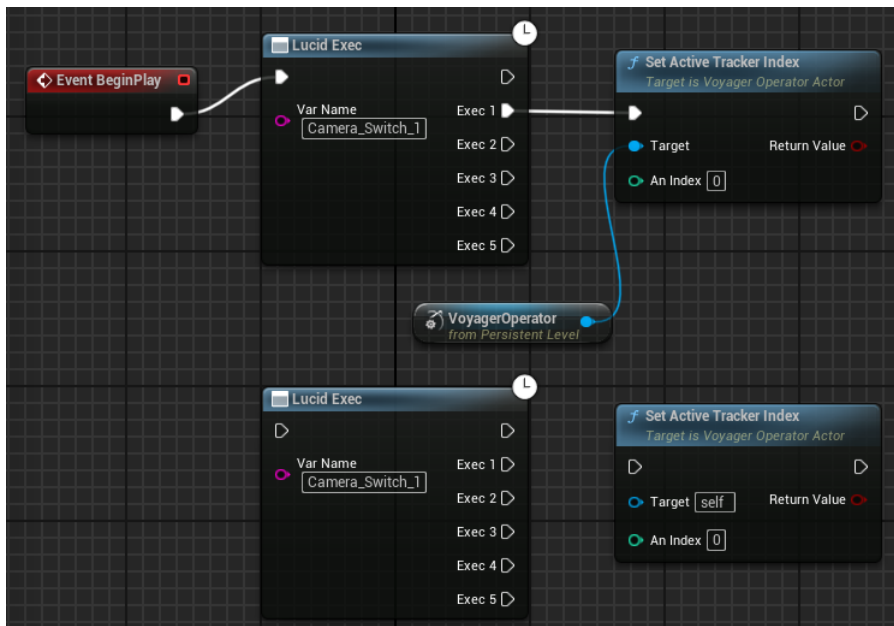 Event BeginPlay
Lucid Exec
Var Name
Camera_Switch_1
Exec 1
Exec 2
Exec 3
Exec 4
Exec 5
f Set Active Tracker Index
Target is Voyager Operator Actor
Target
Return Value
An Index 0
VoyagerOperator
from Persistent Level
Lucid Exec
Var Name
Camera_Switch_1
Exec 1
Exec 2
Exec 3
Exec 4
Exec 5
f Set Active Tracker Index
Target is Voyager Operator Actor
Target self
Return Value
An Index 0